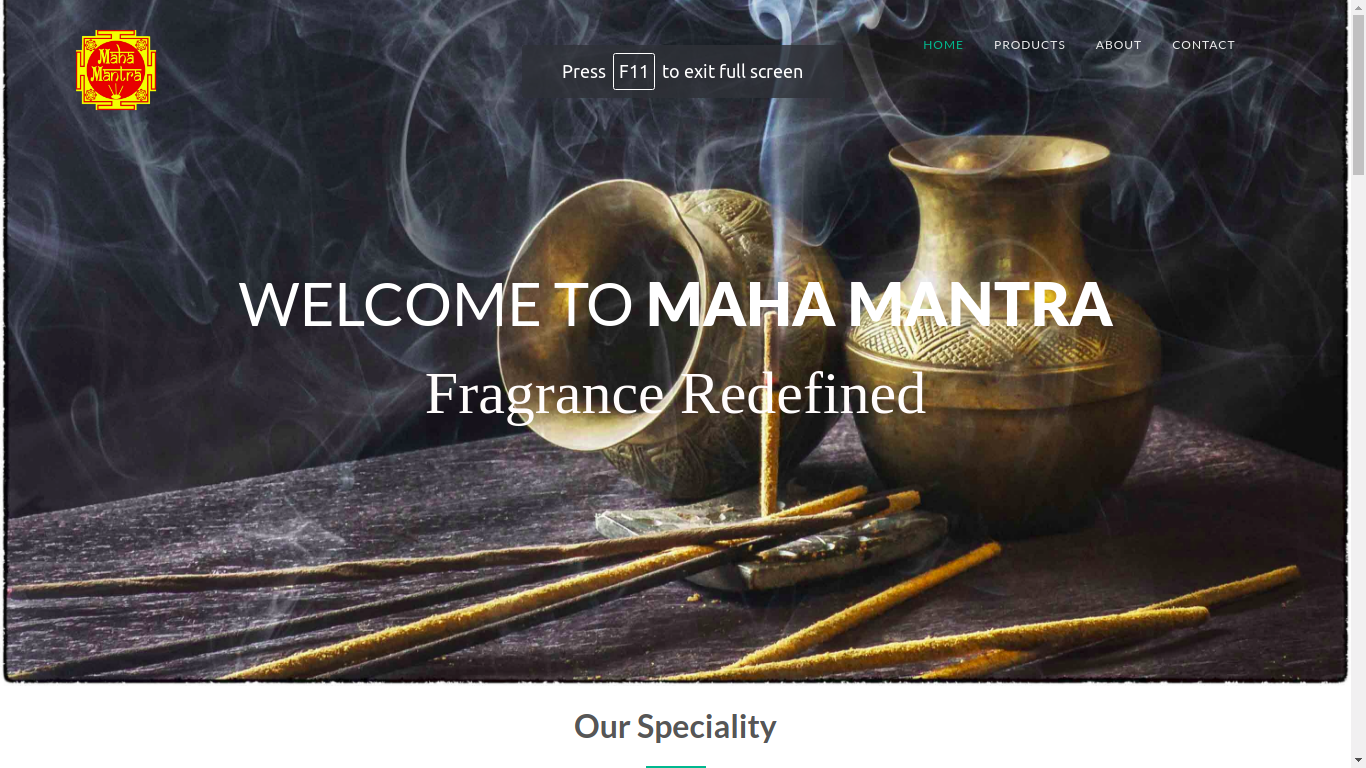 Maha
Mantra
HOME PRODUCTS ABOUT CONTACT
Press F11 to exit full screen
WELCOME TO MAHA MANTRA
Fragrance Redefined
Our Speciality